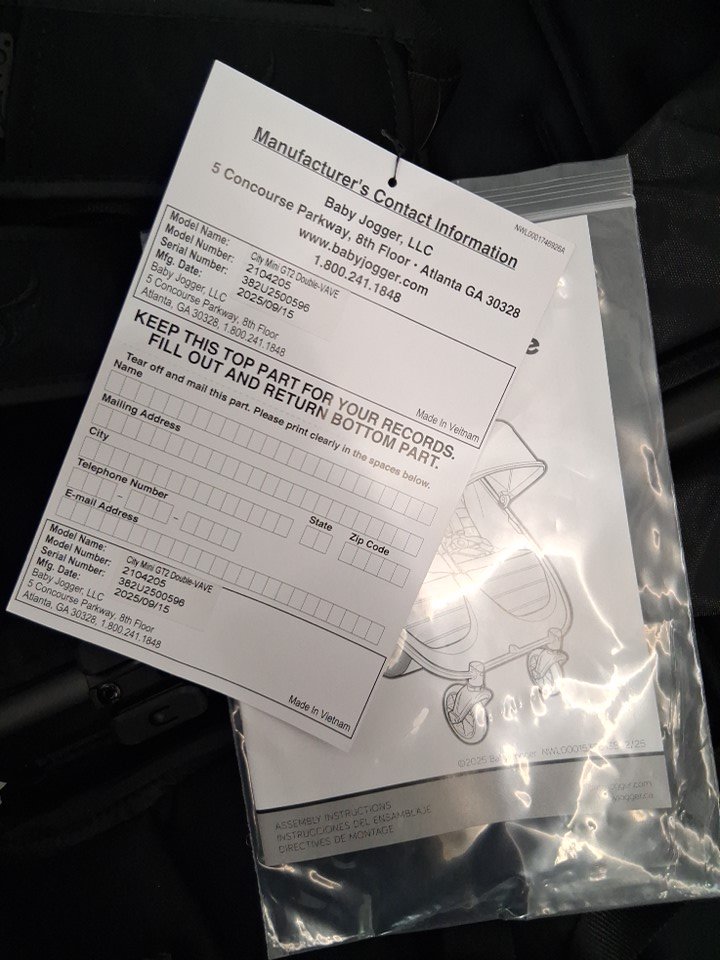 Manufacturer's Contact Information
Baby Jogger, LLC
5 Concourse Parkway, 8th Floor • Atlanta GA 30328
www.babyjogger.com
1.800.241.1848
NWL0001746926A
Model Name: City Mini GT2 Double-VAVE
Model Number: 2104205
Serial Number: 382U2500596
Mfg. Date: 2025/09/15
Baby Jogger, LLC
5 Concourse Parkway, 8th Floor
Atlanta, GA 30328, 1.800.241.1848
Made in Veitnam
KEEP THIS TOP PART FOR YOUR RECORDS.
FILL OUT AND RETURN BOTTOM PART.
Tear off and mail this part. Please print clearly in the spaces below.
Name
Mailing Address
City
State
Zip Code
Telephone Number
E-mail Address
Model Name: City Mini GT2 Double-VAVE
Model Number: 2104205
Serial Number: 382U2500596
Mfg. Date: 2025/09/15
Baby Jogger, LLC
5 Concourse Parkway, 8th Floor
Atlanta, GA 30328, 1.800.241.1848
Made in Vietnam
©2025 Baby Jogger
ASSEMBLY INSTRUCTIONS
INSTRUCCIONES DEL ENSAMBLAJE
DIRECTIVES DE MONTAGE